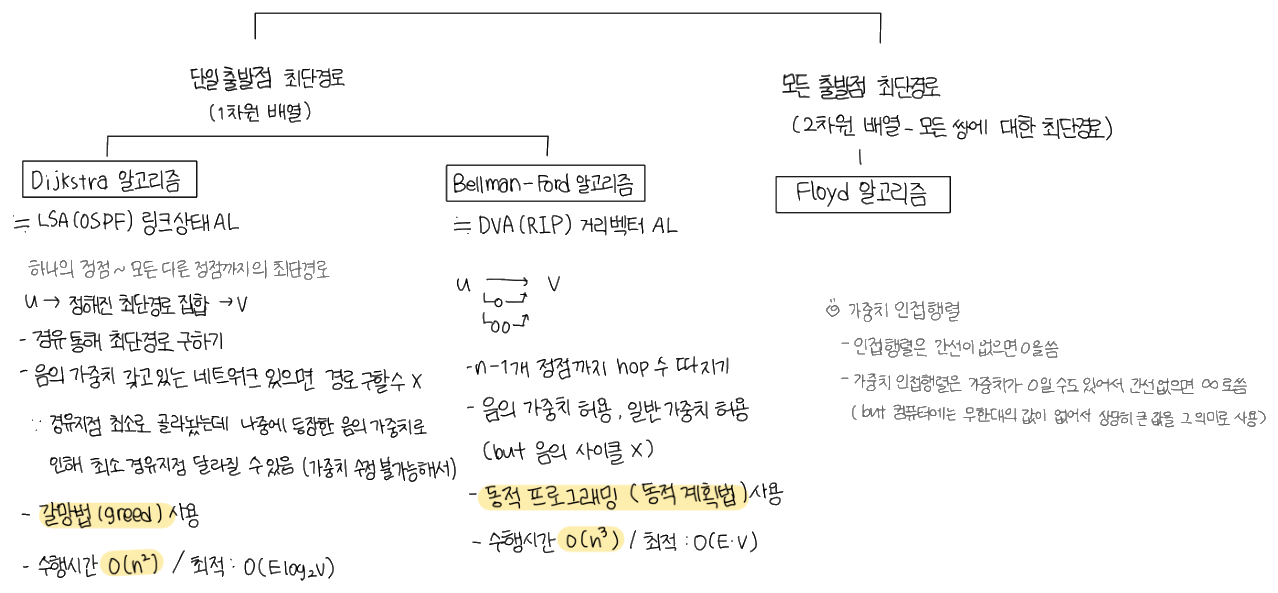 단일 출발점 최단경로
(1차원 배열)
Dijkstra 알고리즘
≒ LSA(OSPF) 링크상태 AL
하나의 정점 ~ 모든 다른 정점까지의 최단경로
u → 정해진 최단경로 집합 → V
- 경유 통해 최단경로 구하기
- 음의 가중치 갖고 있는 네트워크 있으면 경로 구할수 X
∵ 경유지점 최소로 골라놨는데 나중에 등장한 음의 가중치로
인해 최소 경유지점 달라질 수 있음 (가중치 수정 불가능해서)
- 갈망법(greed) 사용
- 수행시간 O(n²) / 최적 : O(Elog₂V)
Bellman-Ford 알고리즘
≒ DVA(RIP) 거리벡터 AL
u → V
-n-1개 정점까지 hop 수 따지기
- 음의 가중치 허용, 일반 가중치 허용
(but 음의 사이클 X)
- 동적 프로그래밍 (동적 계획법) 사용
- 수행시간 O(n³) / 최적 : O(E·V)
모든 출발점 최단경로
(2차원 배열 - 모든 쌍에 대한 최단경로)
Floyd 알고리즘
가중치 인접행렬
- 인접행렬은 간선이 없으면 0을씀
- 가중치 인접행렬은 가중치가 0일 수도 있어서 간선없으면 ∞로씀
(but 컴퓨터에는 무한대의 값이 없어서 상당히 큰 값을 그 의미로 사용)